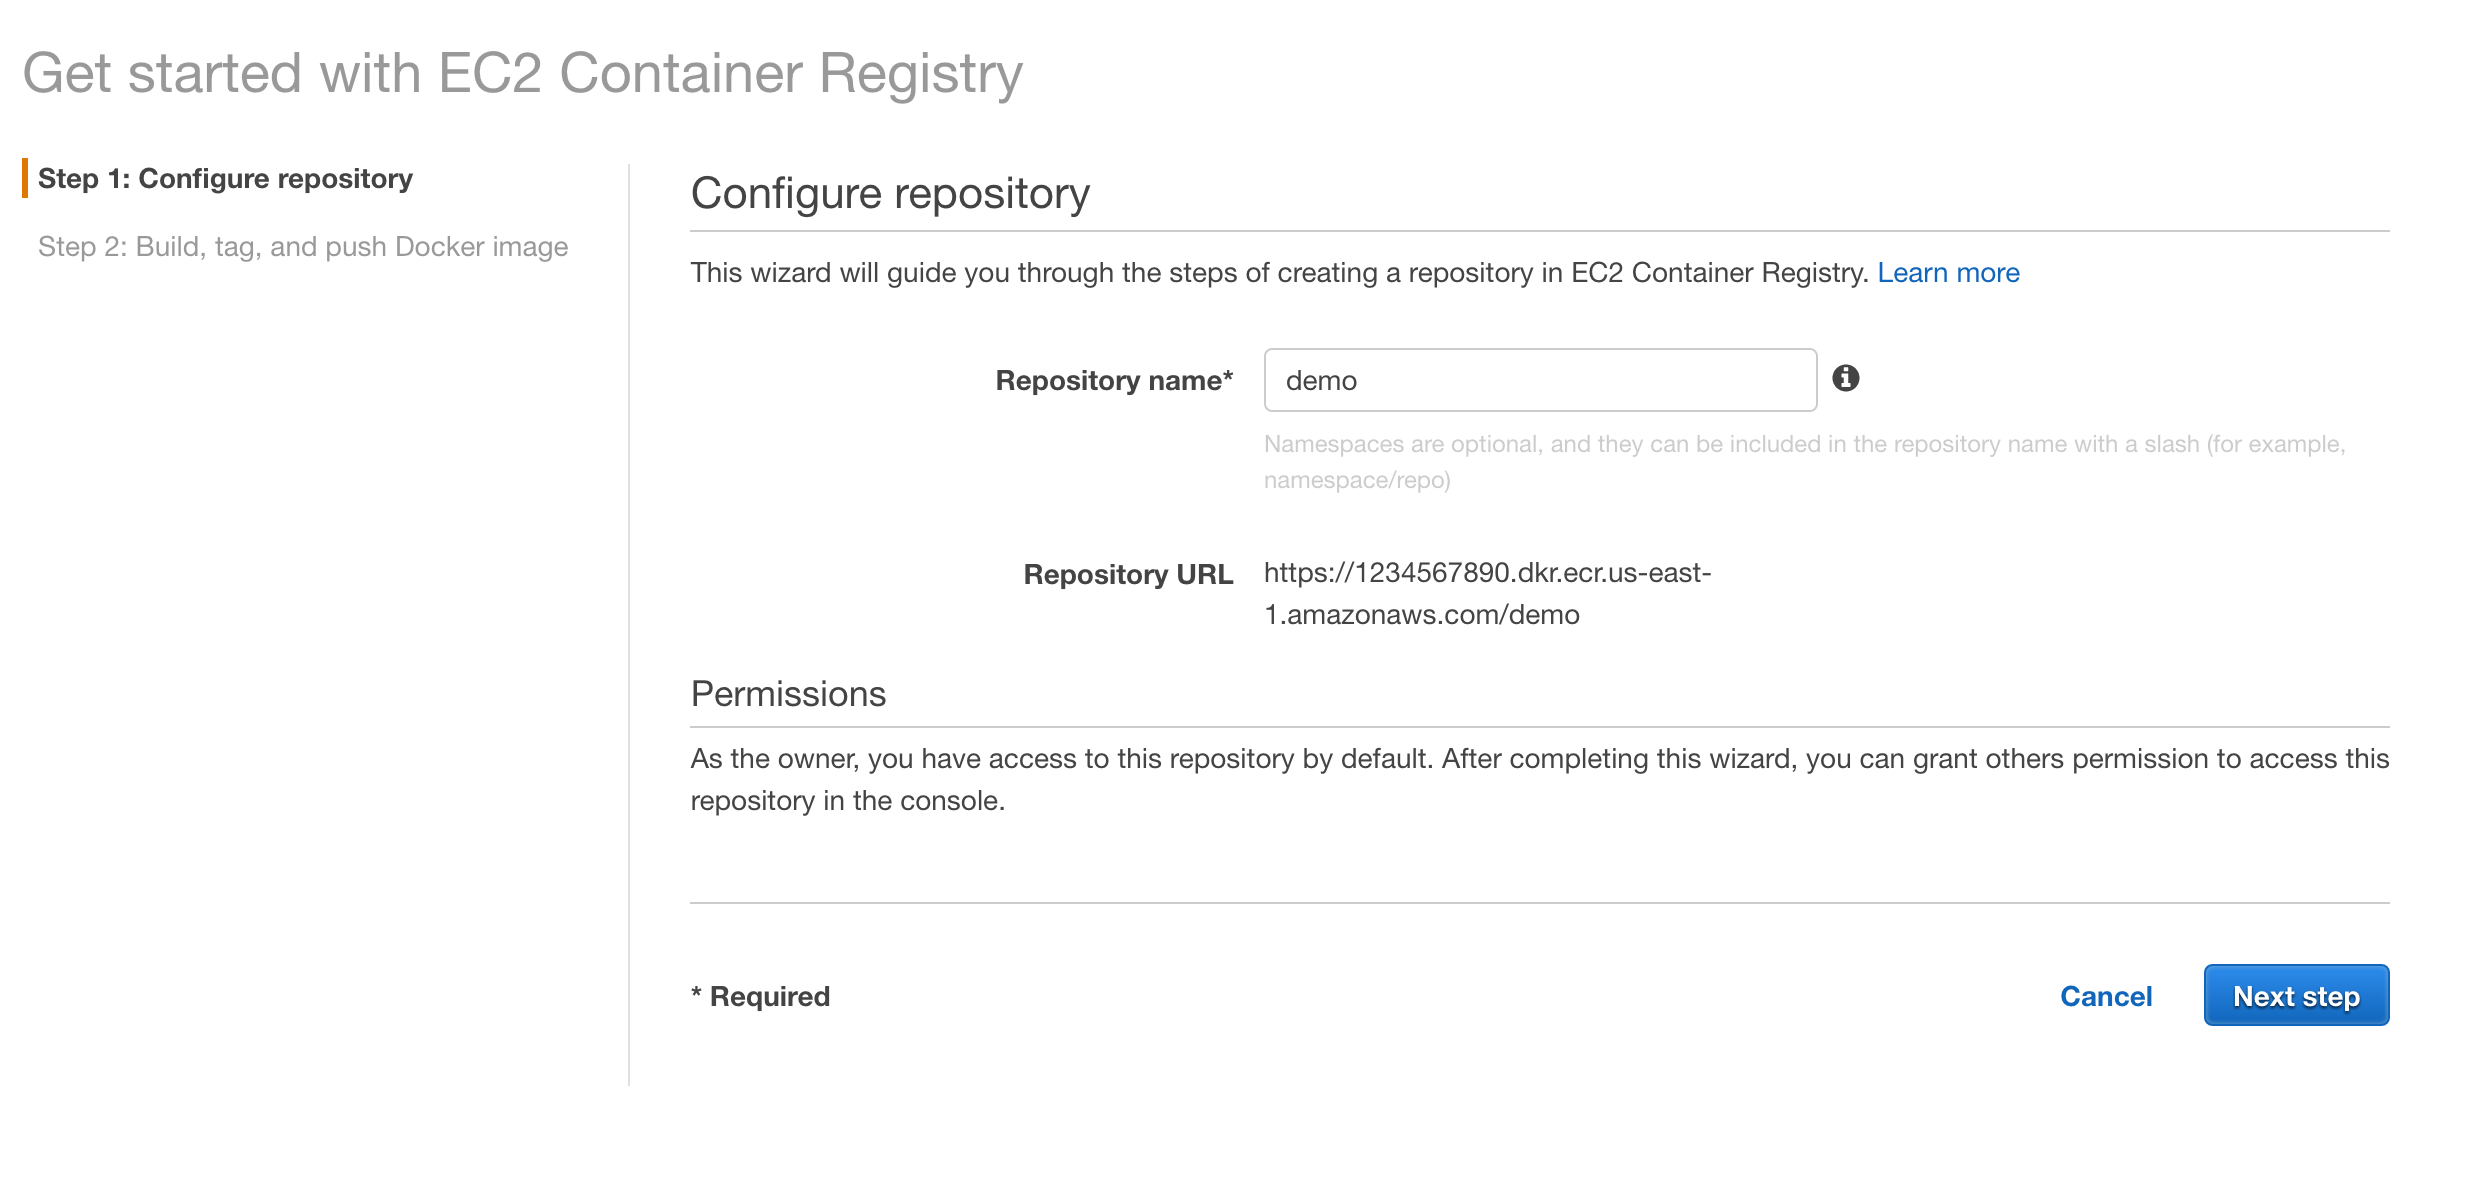 Get started with EC2 Container Registry
Step 1: Configure repository
Step 2: Build, tag, and push Docker image
Configure repository
This wizard will guide you through the steps of creating a repository in EC2 Container Registry. Learn more
Repository name*
demo
Namespaces are optional, and they can be included in the repository name with a slash (for example,
namespace/repo)
Repository URL
https://1234567890.dkr.ecr.us-east-
1.amazonaws.com/demo
Permissions
As the owner, you have access to this repository by default. After completing this wizard, you can grant others permission to access this
repository in the console.
* Required
Cancel
Next step